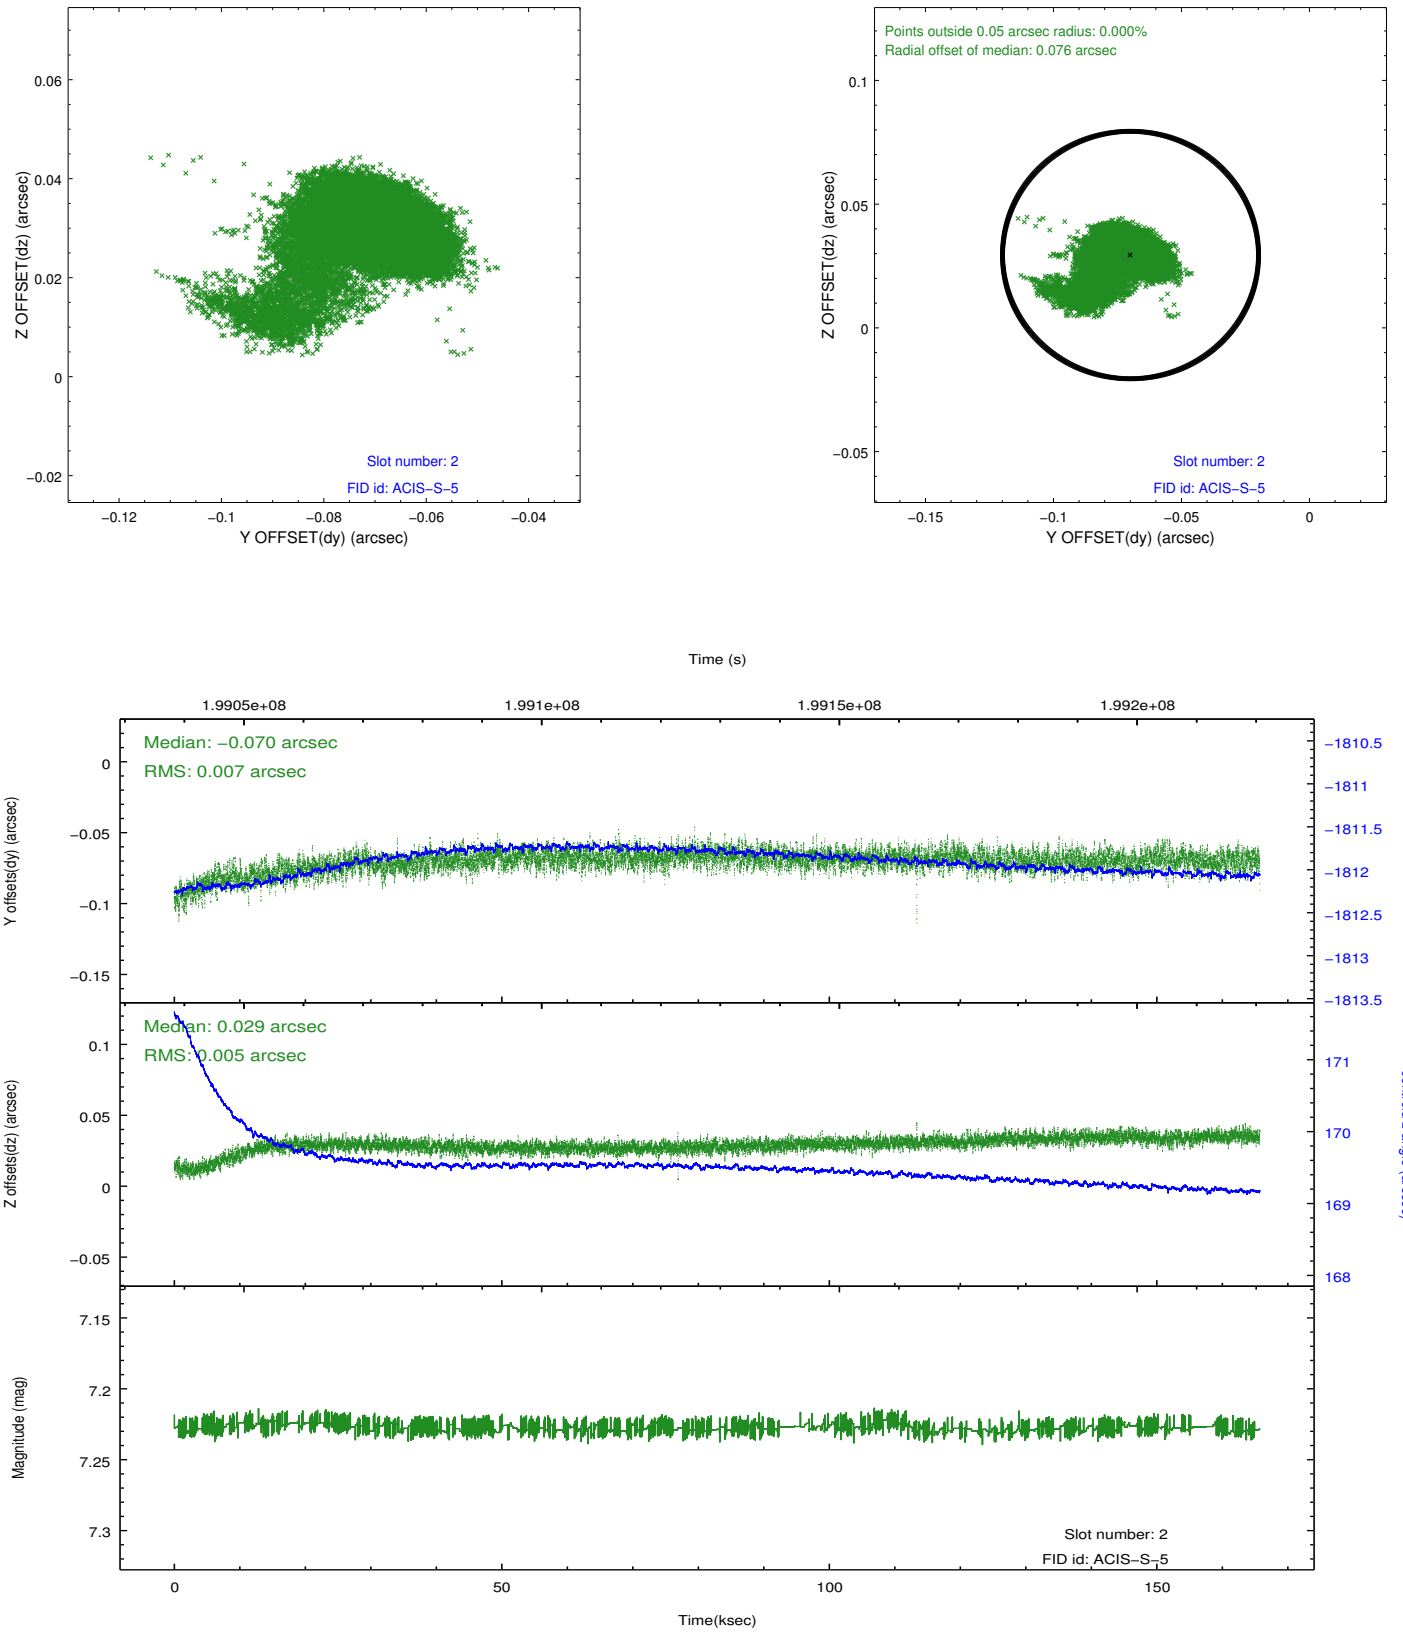 0.06
0.04
0.02
0
−0.02
Z OFFSET(dz) (arcsec)
Slot number: 2
FID id: ACIS−S−5
−0.12
−0.1
−0.08
−0.06
−0.04
Y OFFSET(dy) (arcsec)
Points outside 0.05 arcsec radius: 0.000%
Radial offset of median: 0.076 arcsec
0.1
0.05
0
−0.05
Z OFFSET(dz) (arcsec)
Slot number: 2
FID id: ACIS−S−5
−0.15
−0.1
−0.05
0
Y OFFSET(dy) (arcsec)
Time (s)
1.9905e+08
1.991e+08
1.9915e+08
1.992e+08
Median: −0.070 arcsec
RMS: 0.007 arcsec
0
−0.05
−0.1
−0.15
Y offsets(dy) (arcsec)
−1810.5
−1811
−1811.5
−1812
−1812.5
−1813
−1813.5
Median: 0.029 arcsec
RMS: 0.005 arcsec
0.1
0.05
0
−0.05
Z offsets(dz) (arcsec)
171
170
169
168
7.15
7.2
7.25
7.3
Magnitude (mag)
Slot number: 2
FID id: ACIS−S−5
0
50
100
150
Time(ksec)